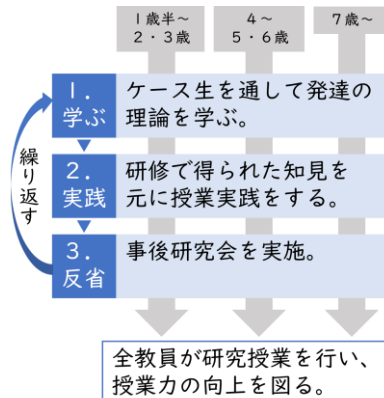 1歳半～
2・3歳
4～
5・6歳
7歳～
1.
学ぶ
ケース生を通して発達の
理論を学ぶ。
繰り返す
2.
実践
研修で得られた知見を
元に授業実践をする。
3.
反省
事後研究会を実施。
全教員が研究授業を行い、
授業力の向上を図る。